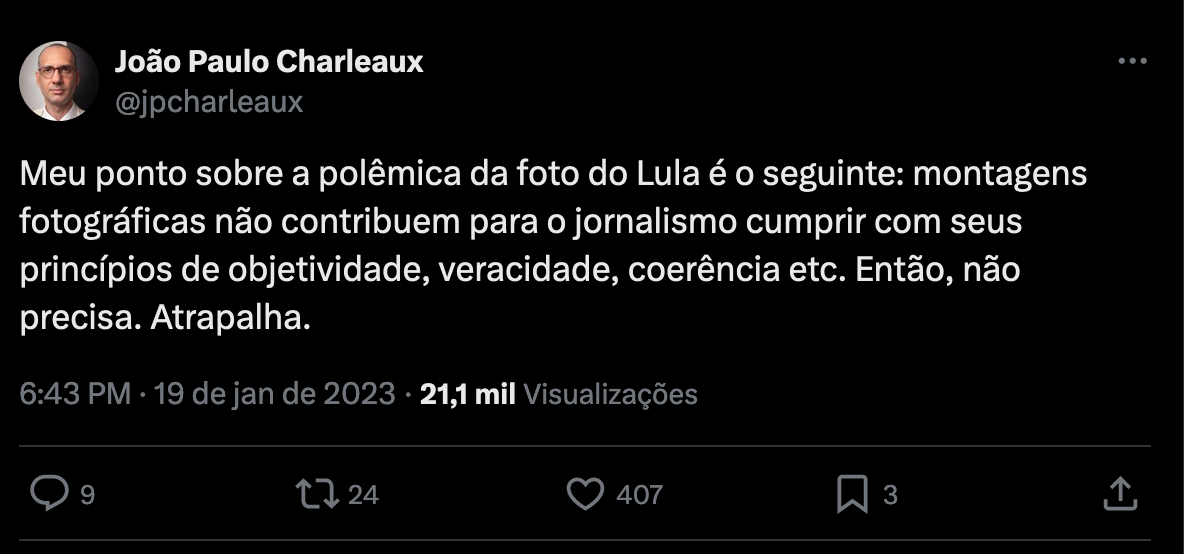 João Paulo Charleaux
@jpcharleaux
Meu ponto sobre a polêmica da foto do Lula é o seguinte: montagens
fotográficas não contribuem para o jornalismo cumprir com seus
princípios de objetividade, veracidade, coerência etc. Então, não
precisa. Atrapalha.
6:43 PM · 19 de jan de 2023 · 21,1 mil Visualizações
9 24 407 3